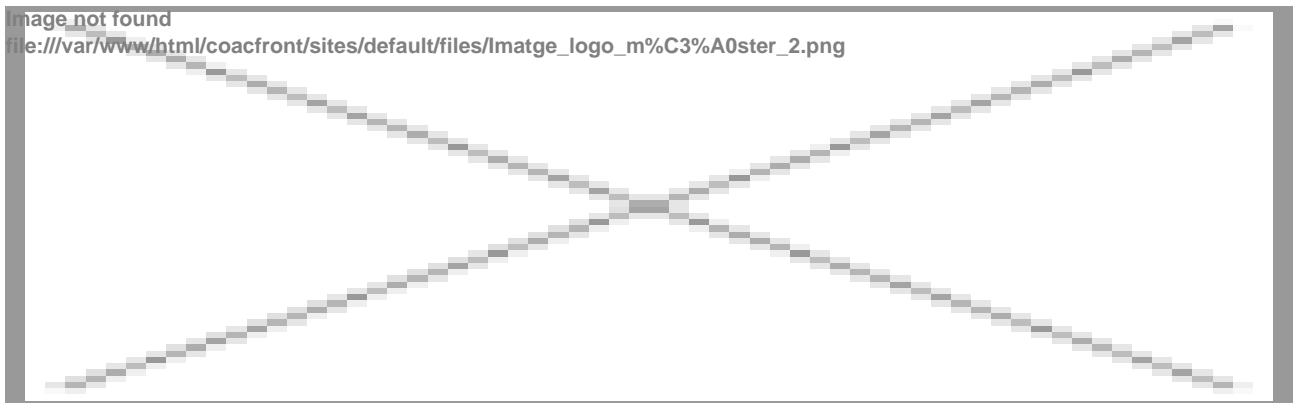 Image not found
file:///var/www/html/coacfront/sites/default/files/Imatge_logo_m%C3%A0ster_2.png